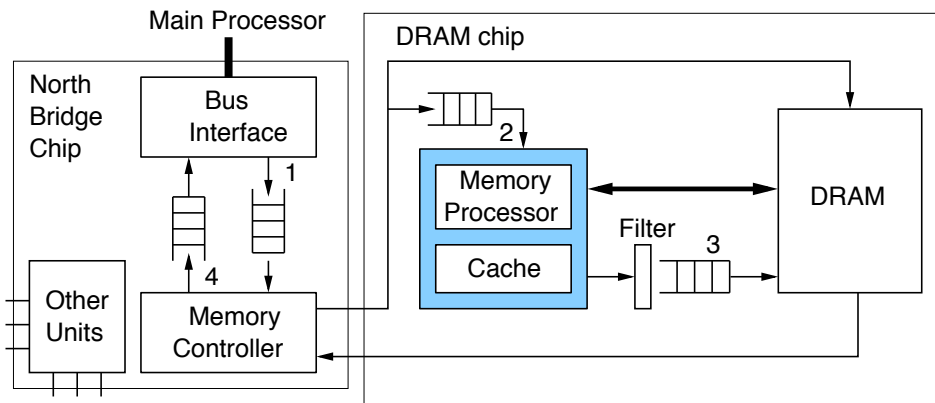 Main Processor
DRAM chip
North
Bridge
Chip
Bus
Interface
1
2
Memory
Processor
Cache
DRAM
Filter
3
4
Other
Units
Memory
Controller